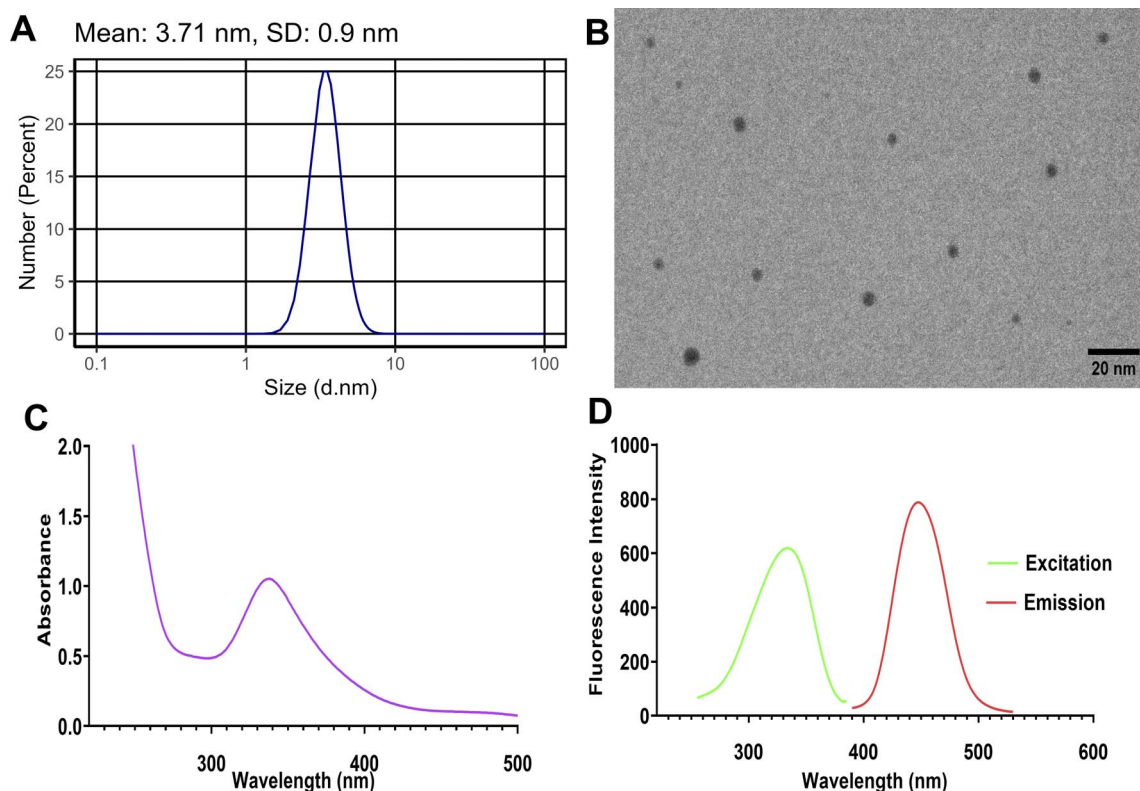 A
Mean: 3.71 nm, SD: 0.9 nm
Number (Percent)
25
20
15
10
5
0
0.1 1 10 100
Size (d.nm)
B
20 nm
C
Absorbance
2.0
1.5
1.0
0.5
0.0
300 400 500
Wavelength (nm)
D
Fluorescence Intensity
1000
800
600
400
200
0
300 400 500 600
Wavelength (nm)
Excitation
Emission